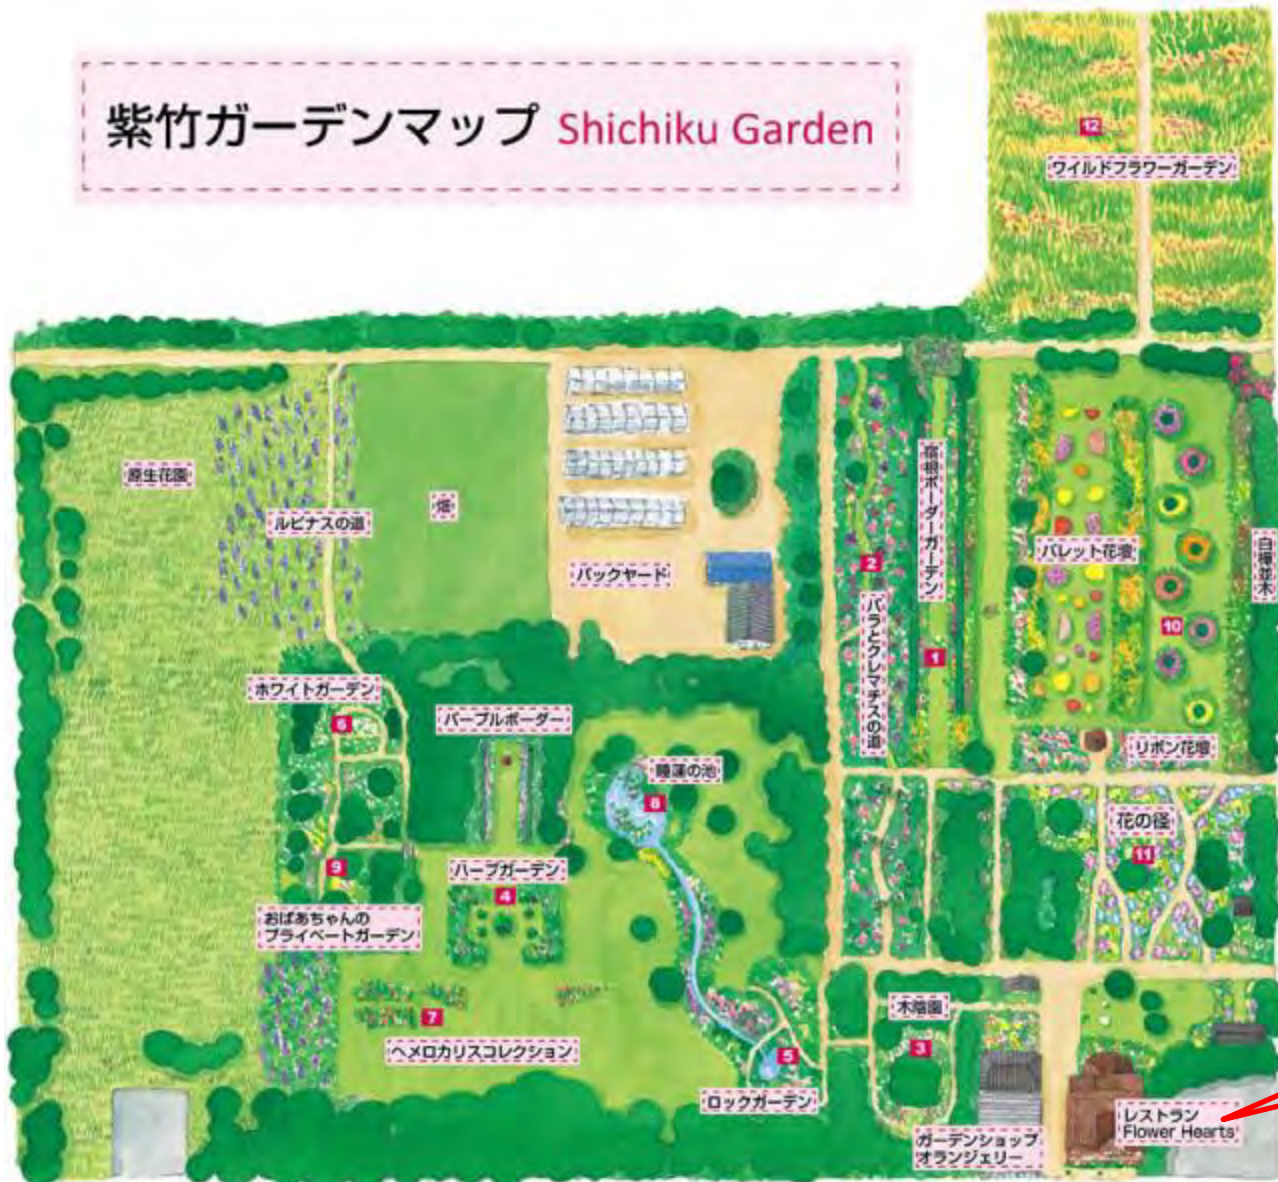 紫竹ガーデンマップ Shichiku Garden
12
ワイルドフラワーガーデン
原生花園
ルピナスの道
畑
バックヤード
2
バラとクレマチスの道
宿根ボーダーガーデン
1
パレット花壇
10
白樺並木
リボン花壇
ホワイトガーデン
6
パープルボーダー
睡蓮の池
8
花の径
11
9
おばあちゃんの
プライベートガーデン
ハーブガーデン
4
7
ヘメロカリスコレクション
5
ロックガーデン
木陰園
3
ガーデンショップ
オランジェリー
レストラン
Flower Hearts